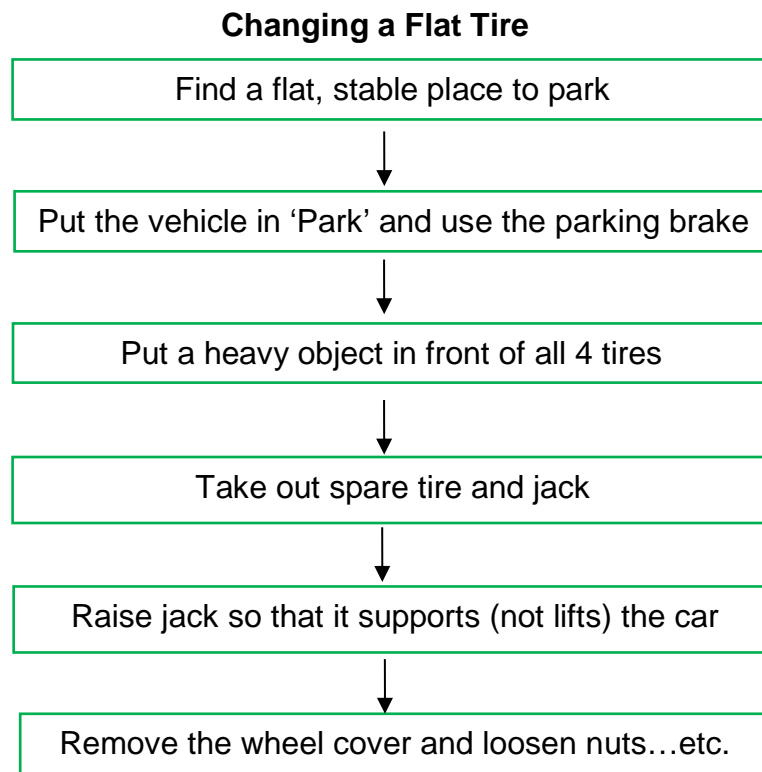 Changing a Flat Tire
Find a flat, stable place to park
Put the vehicle in ‘Park’ and use the parking brake
Put a heavy object in front of all 4 tires
Take out spare tire and jack
Raise jack so that it supports (not lifts) the car
Remove the wheel cover and loosen nuts…etc.